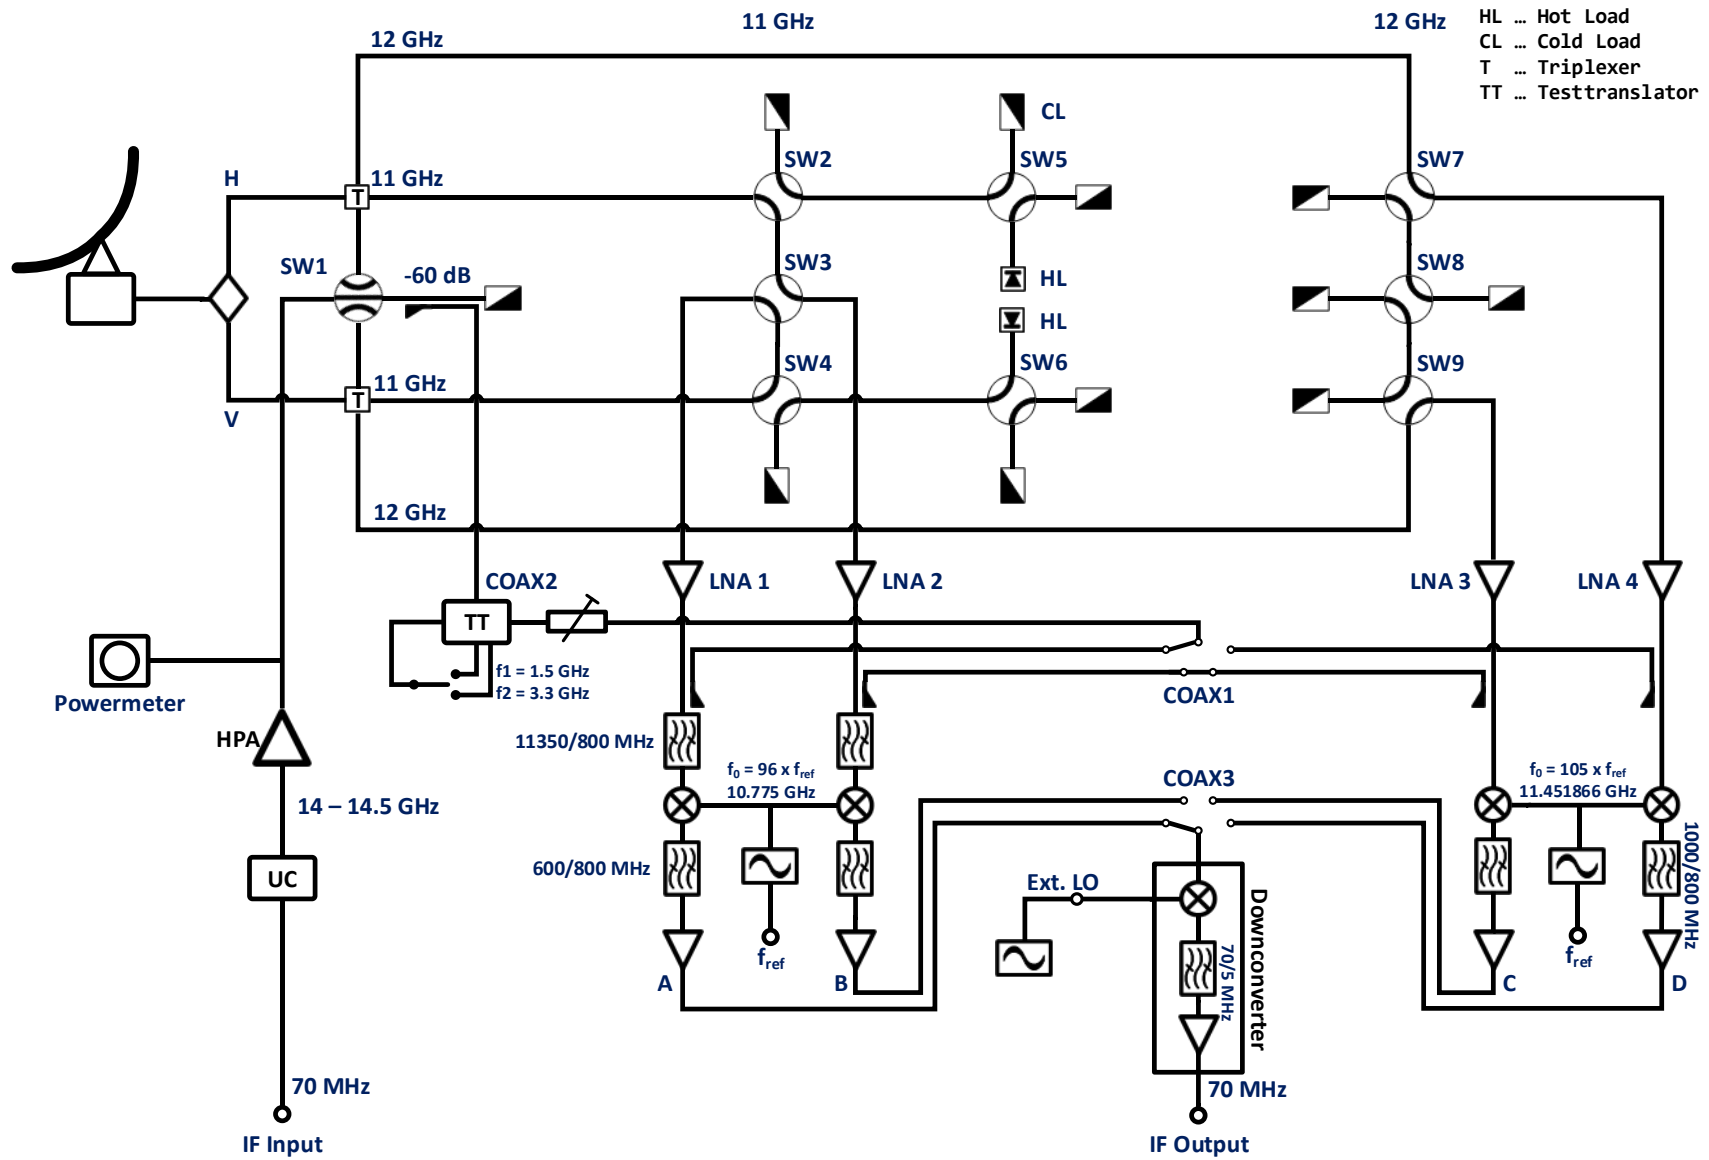 11 GHz
12 GHz
HL … Hot Load
CL … Cold Load
T … Triplexer
TT … Testtranslator
12 GHz
CL
SW2
SW5
SW7
H
T
11 GHz
SW1
-60 dB
SW3
HL
SW8
HL
SW4
SW6
SW9
11 GHz
T
V
12 GHz
COAX2
LNA 1
LNA 2
LNA 3
LNA 4
TT
f1 = 1.5 GHz
f2 = 3.3 GHz
COAX1
Powermeter
HPA
11350/800 MHz
f0 = 96 x fref
10.775 GHz
COAX3
f0 = 105 x fref
11.451866 GHz
14 – 14.5 GHz
600/800 MHz
1000/800 MHz
UC
Ext. LO
Downconverter
70/5 MHz
fref
fref
A
B
C
D
70 MHz
70 MHz
IF Input
IF Output